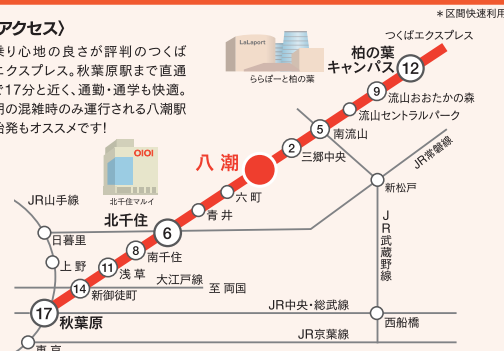 ＊区間快速利用
アクセス〉
乗り心地の良さが評判のつくば
エクスプレス。秋葉原駅まで直通
で17分と近く、通勤・通学も快適。
朝の混雑時のみ運行される八潮駅
始発もオススメです!
つくばエクスプレス
LaLaport
ららぽーと柏の葉
柏の葉
キャンパス
12
9
流山おおたかの森
流山セントラルパーク
5
南流山
2
三郷中央
JR常磐線
八潮
OIOI
北千住マルイ
六町
新松戸
JR山手線
青井
北千住
6
JR武蔵野線
日暮里
8
南千住
上野
11
浅草
大江戸線
至 両国
14
新御徒町
JR中央・総武線
17
秋葉原
西船橋
JR京葉線
東京